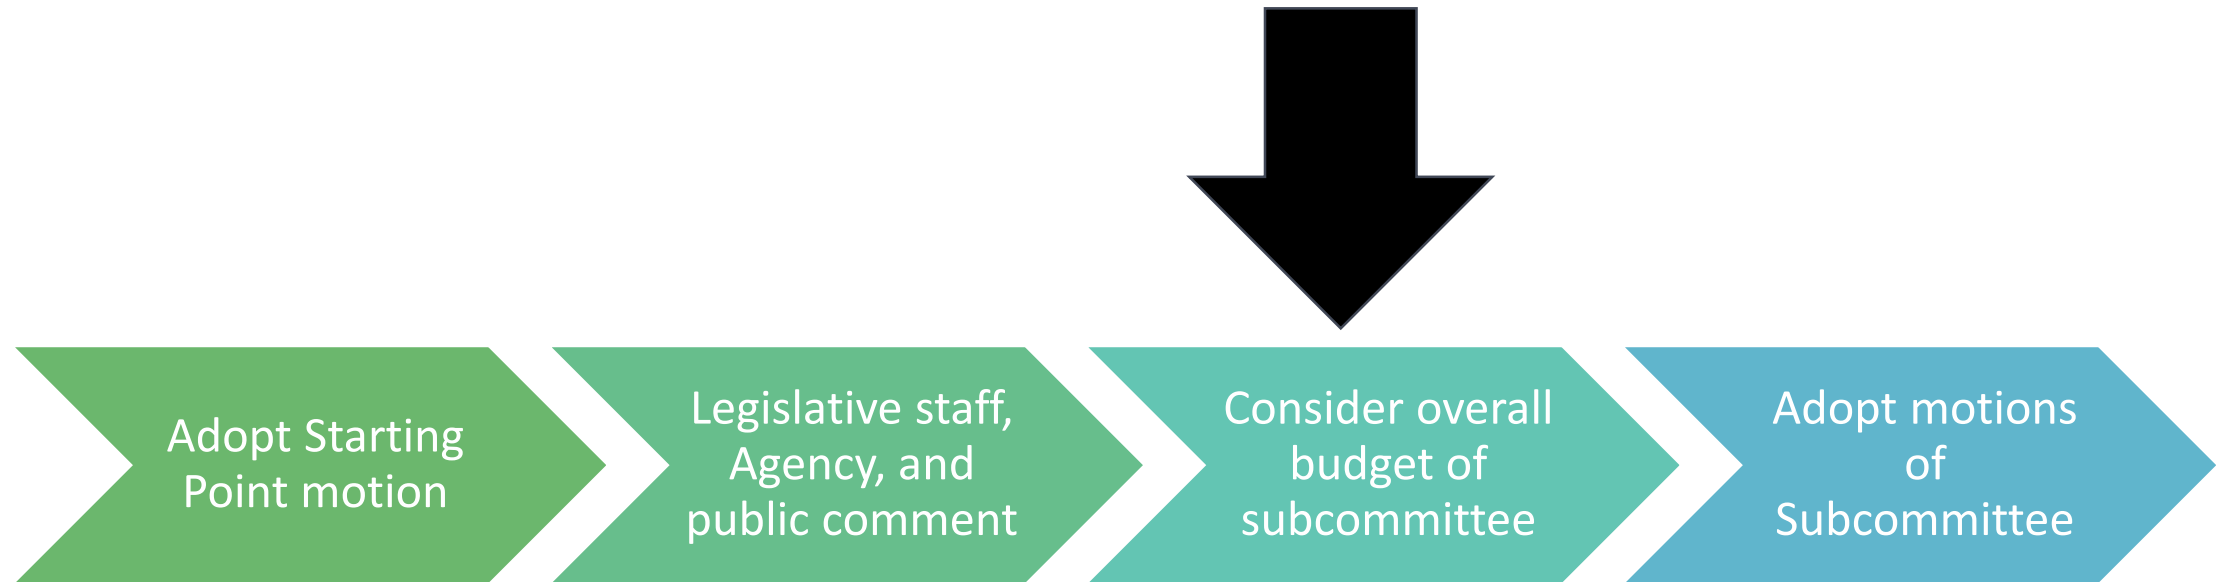 Adopt Starting
Point motion
Legislative staff,
Agency, and
public comment
Consider overall
budget of
subcommittee
Adopt motions
of
Subcommittee